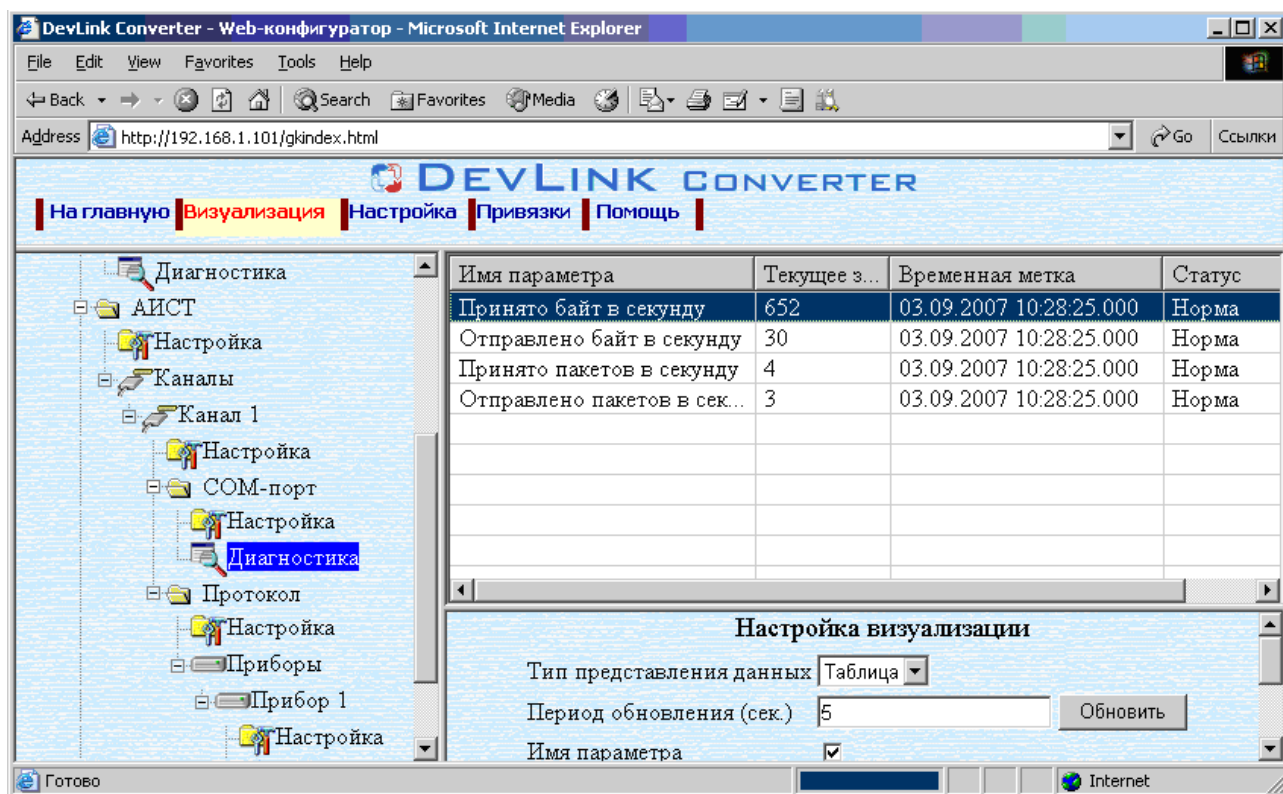 DevLink Converter - Web-конфигуратор - Microsoft Internet Explorer
File Edit View Favorites Tools Help
Back Search Favorites Media
Address http://192.168.1.101/gkindex.html Go Ссылки
DEVLINK CONVERTER
На главную Визуализация Настройка Привязки Помощь
Диагностика
АИСТ
Настройка
Каналы
Канал 1
Настройка
COM-порт
Настройка
Диагностика
Протокол
Настройка
Приборы
Прибор 1
Настройка
Имя параметра Текущее з... Временная метка Статус
Принято байт в секунду 652 03.09.2007 10:28:25.000 Норма
Отправлено байт в секунду 30 03.09.2007 10:28:25.000 Норма
Принято пакетов в секунду 4 03.09.2007 10:28:25.000 Норма
Отправлено пакетов в сек... 3 03.09.2007 10:28:25.000 Норма
Настройка визуализации
Тип представления данных Таблица
Период обновления (сек.) 5 Обновить
Имя параметра
Готово Internet